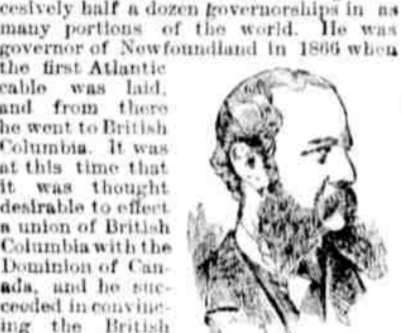 cesively half a dozen governorships in as
many portions of the world. He was
governor of Newfoundland in 1866 when
the first Atlantic
cable was laid,
and from there
he went to British
Columbia. It was
at this time that
it was thought
desirable to effect
a union of British
Columbia with the
Dominion of Can-
ada, and he suc-
ceeded in convinc-
ing the British